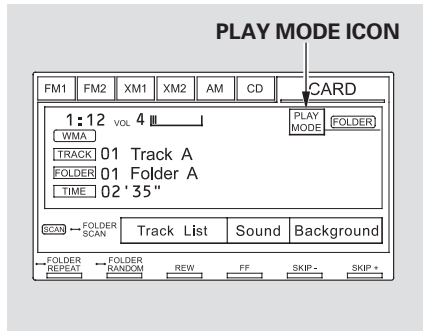 PLAY MODE ICON
FM1 FM2 XM1 XM2 AM CD CARD
1:12 VOL 4 PLAY MODE FOLDER
WMA
TRACK 01 Track A
FOLDER 01 Folder A
TIME 02'35"
SCAN ↔ FOLDER SCAN Track List Sound Background
↔ FOLDER REPEAT ↔ FOLDER RANDOM REW FF SKIP - SKIP +